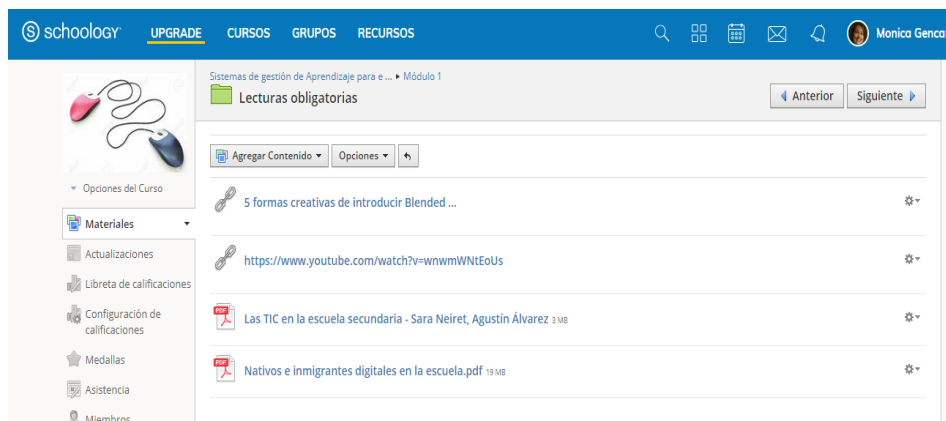 schoology UPGRADE CURSOS GRUPOS RECURSOS Monica Genca
Sistemas de gestión de Aprendizaje para e ... Módulo 1
Lecturas obligatorias
Anterior Siguiente
Agregar Contenido Opciones
Opciones del Curso
Materiales
Actualizaciones
Libreta de calificaciones
Configuración de
calificaciones
Medallas
Asistencia
Miembros
5 formas creativas de introducir Blended ...
https://www.youtube.com/watch?v=wnwmWNtEoUs
PDF Las TIC en la escuela secundaria - Sara Neiret, Agustín Álvarez 3 MB
PDF Nativos e inmigrantes digitales en la escuela.pdf 19 MB